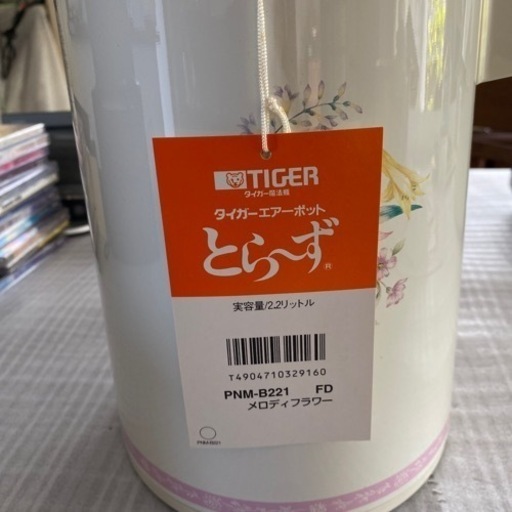 TIGER
タイガー魔法瓶
タイガーエアーポット
とら~ず®
実容量/2.2リットル
T4904710329160
PNM-B221 FD
メロディフラワー
PNM-B221